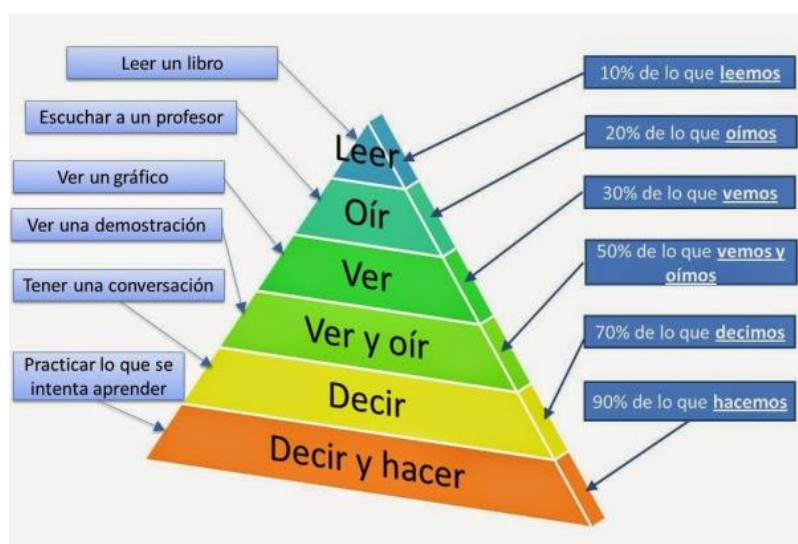 Leer un libro
Escuchar a un profesor
Ver un gráfico
Ver una demostración
Tener una conversación
Practicar lo que se
intenta aprender
Leer
Oír
Ver
Ver y oír
Decir
Decir y hacer
10% de lo que leemos
20% de lo que oímos
30% de lo que vemos
50% de lo que vemos y
oímos
70% de lo que decimos
90% de lo que hacemos